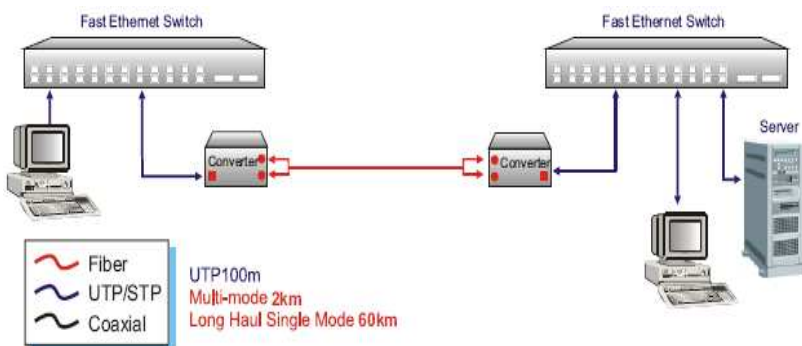 Fast Ethernet Switch
Fast Ethernet Switch
Server
Converter
Converter
Fiber
UTP/STP
Coaxial
UTP100m
Multi-mode 2km
Long Haul Single Mode 60km